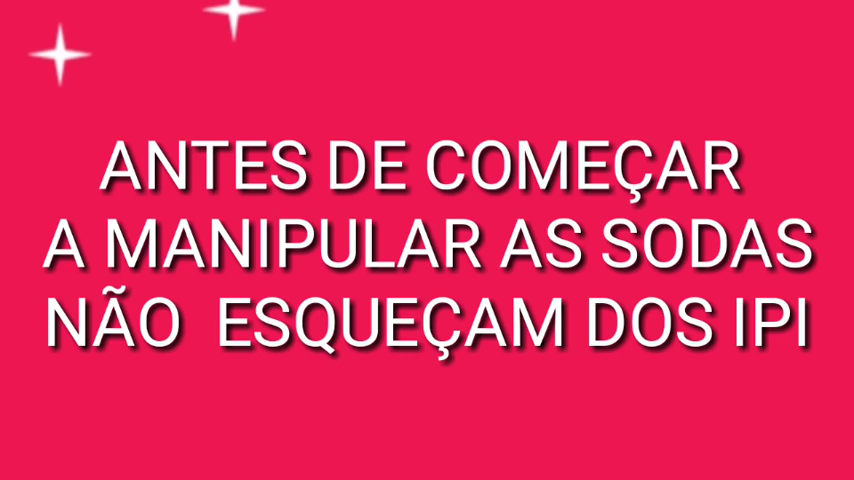 ANTES DE COMEÇAR
A MANIPULAR AS SODAS
NÃO ESQUEÇAM DOS IPI